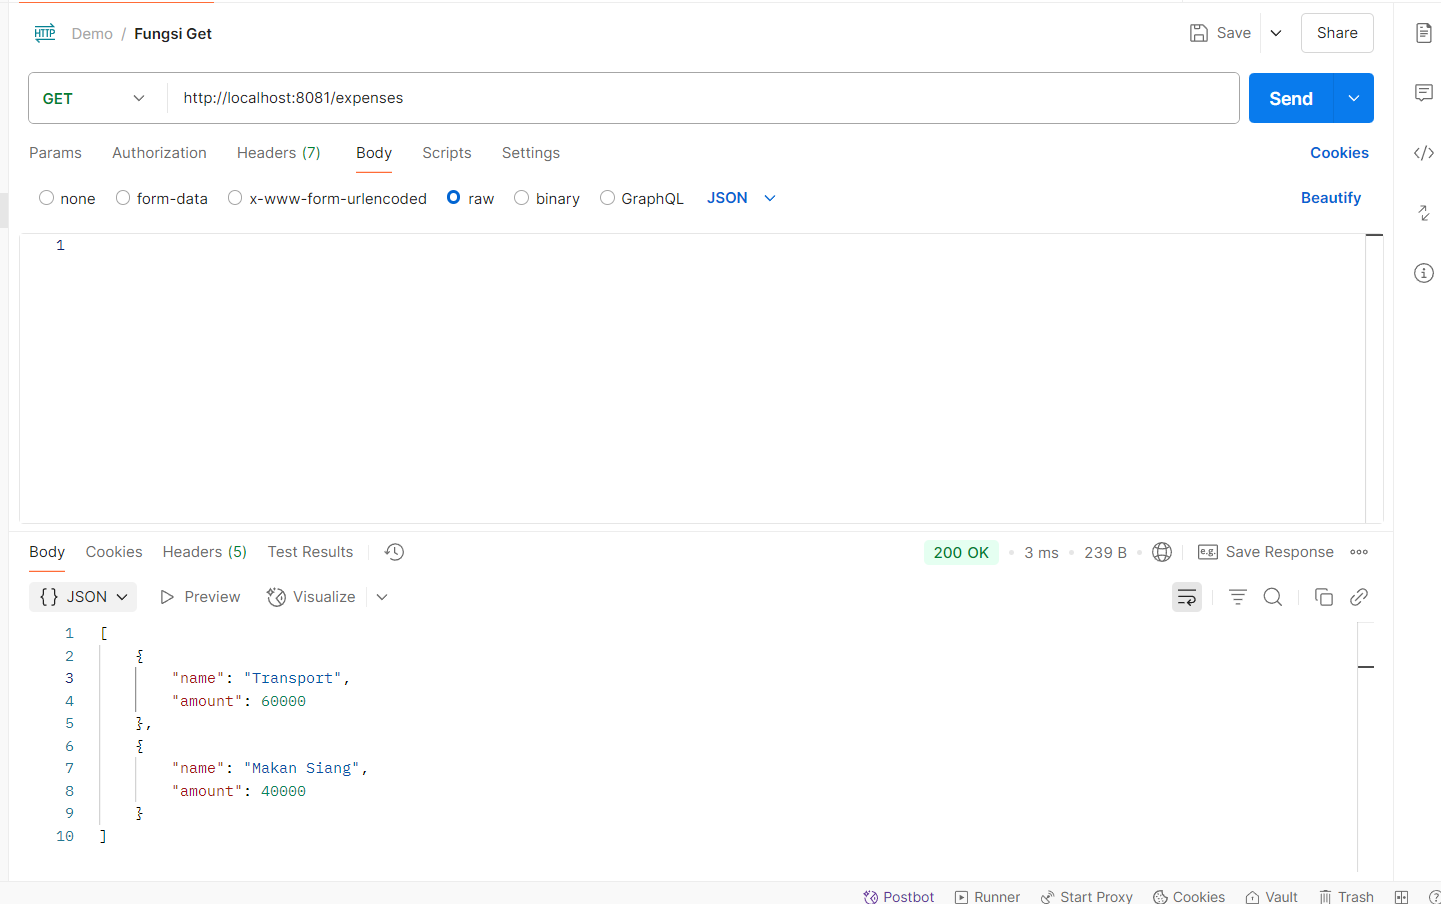 HTTP Demo / Fungsi Get Save Share
GET http://localhost:8081/expenses Send
Params Authorization Headers (7) Body Scripts Settings Cookies
none form-data x-www-form-urlencoded raw binary GraphQL JSON Beautify
1
Body Cookies Headers (5) Test Results 200 OK 3 ms 239 B e.g. Save Response
{} JSON Preview Visualize
1 [
2 {
3 "name": "Transport",
4 "amount": 60000
5 },
6 {
7 "name": "Makan Siang",
8 "amount": 40000
9 }
10 ]
Postbot Runner Start Proxy Cookies Vault Trash